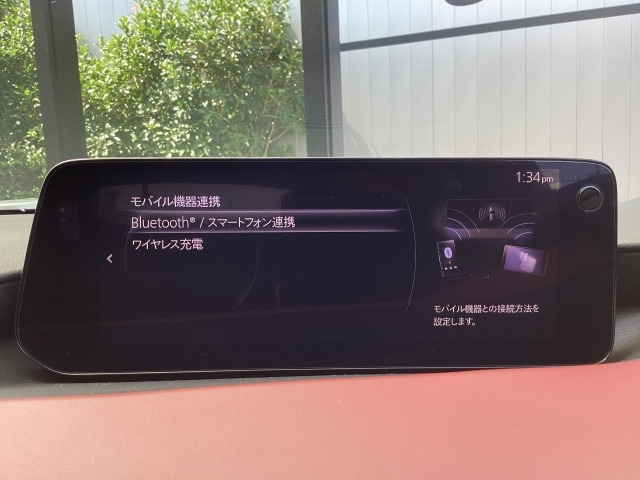 1:34pm
モバイル機器連携
Bluetooth® / スマートフォン連携
ワイヤレス充電
モバイル機器との接続方法を
設定します。